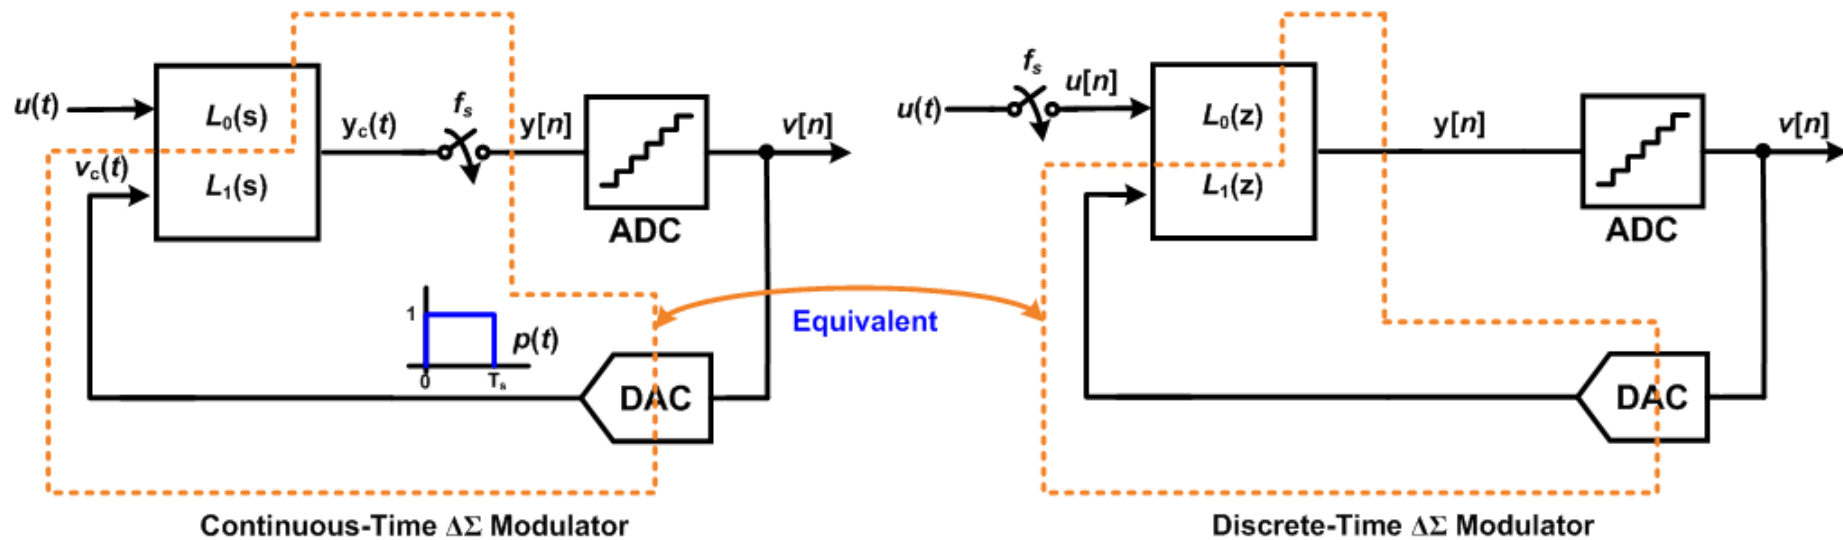 u(t)
L0(s)
L1(s)
vc(t)
yc(t)
fs
y[n]
ADC
v[n]
1
0
Ts
p(t)
DAC
Continuous-Time ΔΣ Modulator
Equivalent
u(t)
fs
u[n]
L0(z)
L1(z)
y[n]
ADC
v[n]
DAC
Discrete-Time ΔΣ Modulator